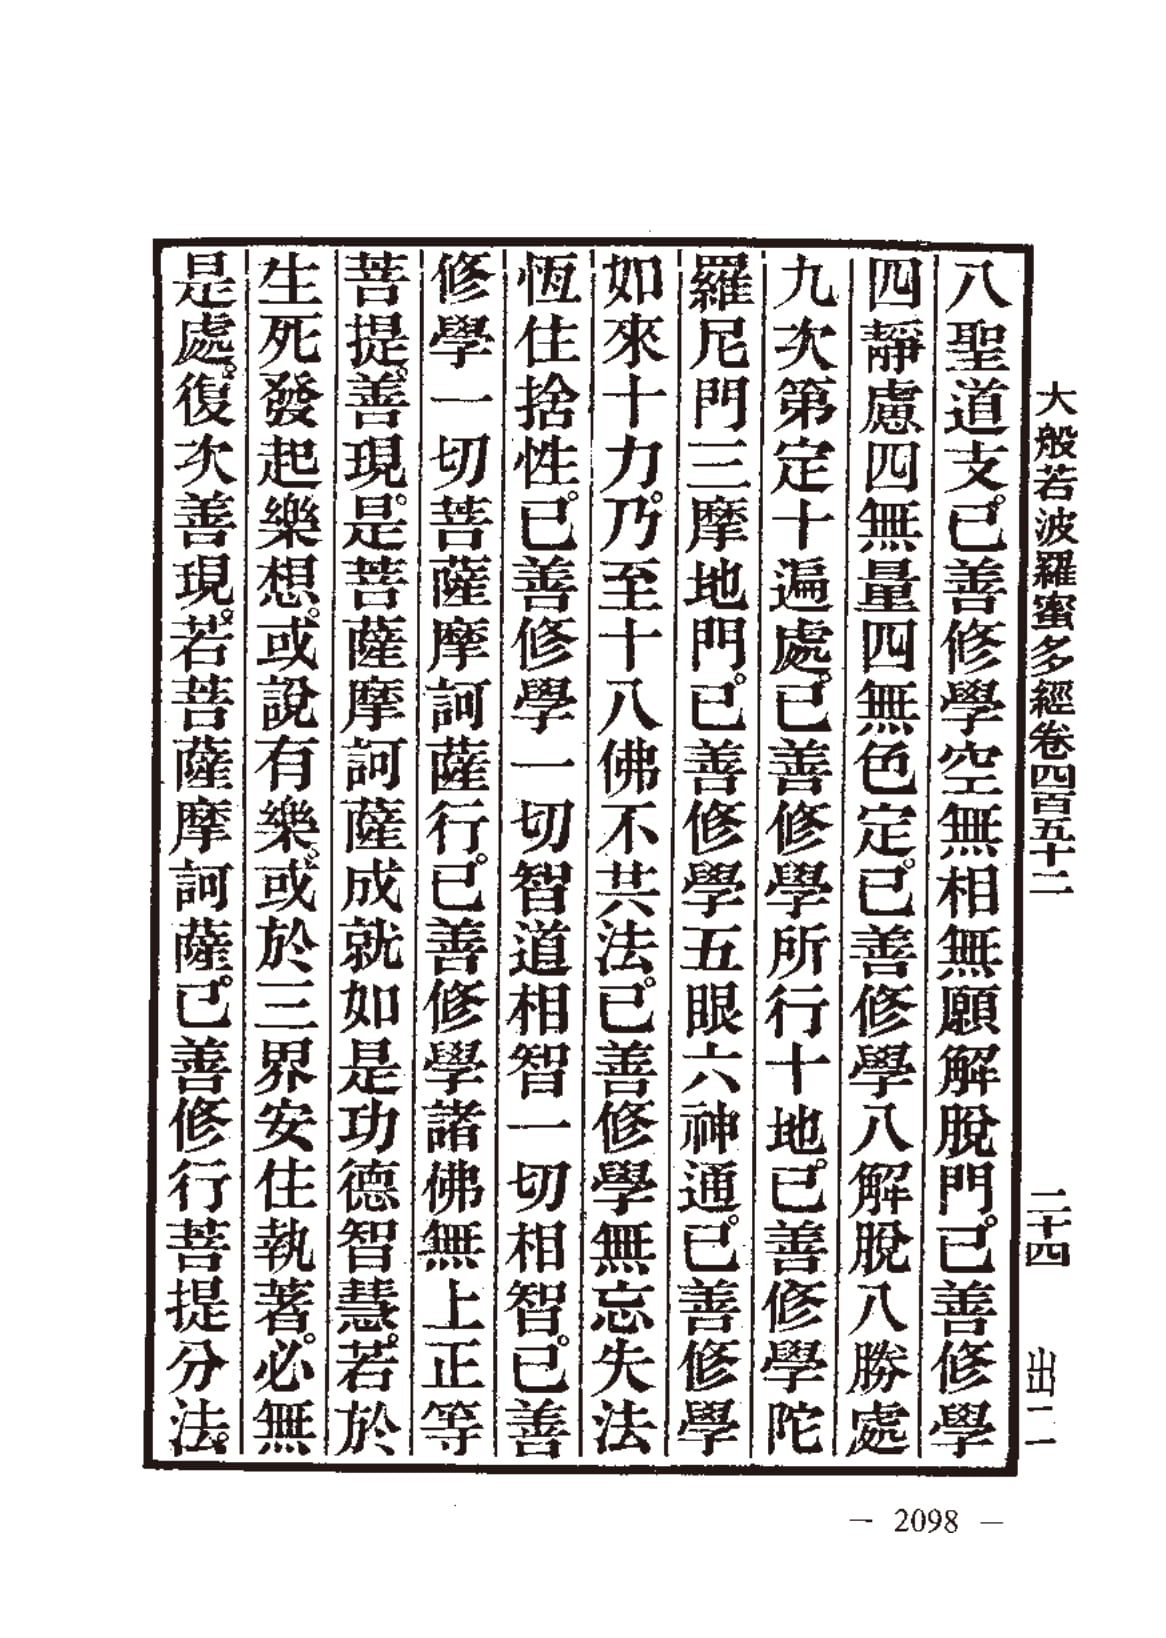 大般若波羅蜜多經卷四百五十二 二十四 出二
八聖道支。已善修學空無相無願解脫門。已善修學
四靜慮四無量四無色定。已善修學八解脫八勝處
九次第定十遍處。已善修學所行十地。已善修學陀
羅尼門三摩地門。已善修學五眼六神通。已善修學
如來十力。乃至十八佛不共法。已善修學無忘失法
恆住捨性。已善修學一切智道相智一切相智。已善
修學一切菩薩摩訶薩行。已善修學諸佛無上正等
菩提。善現。是菩薩摩訶薩成就如是功德智慧。若於
生死發起樂想。或說有樂。或於三界安住執著。必無
是處。復次善現。若菩薩摩訶薩。已善修行菩提分法。
— 2098 —